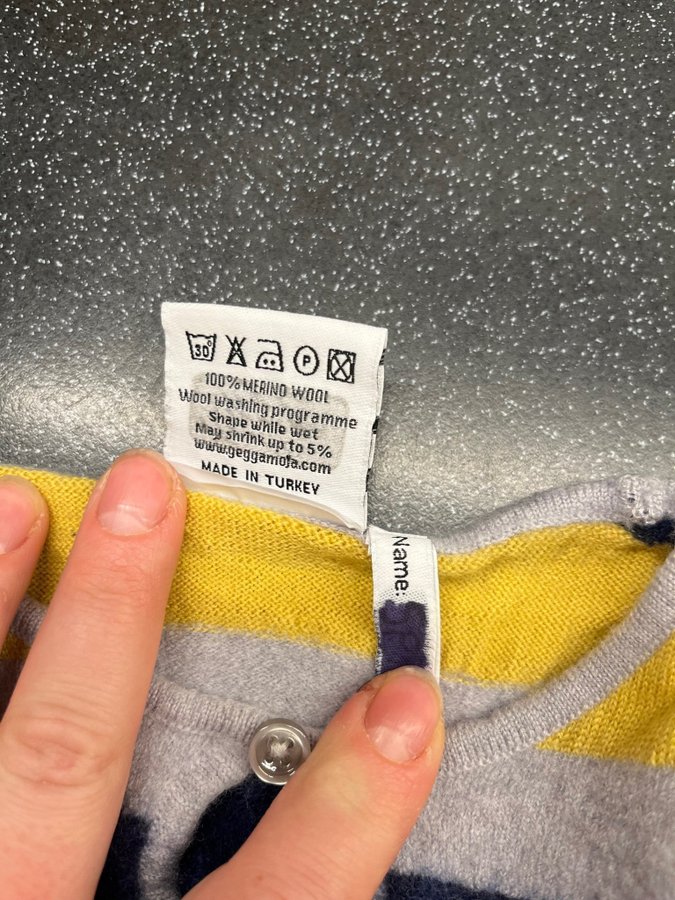 30°
P
100% MERINO WOOL
Wool washing programme
Shape while wet
May shrink up to 5%
www.geggamoja.com
MADE IN TURKEY
Name: